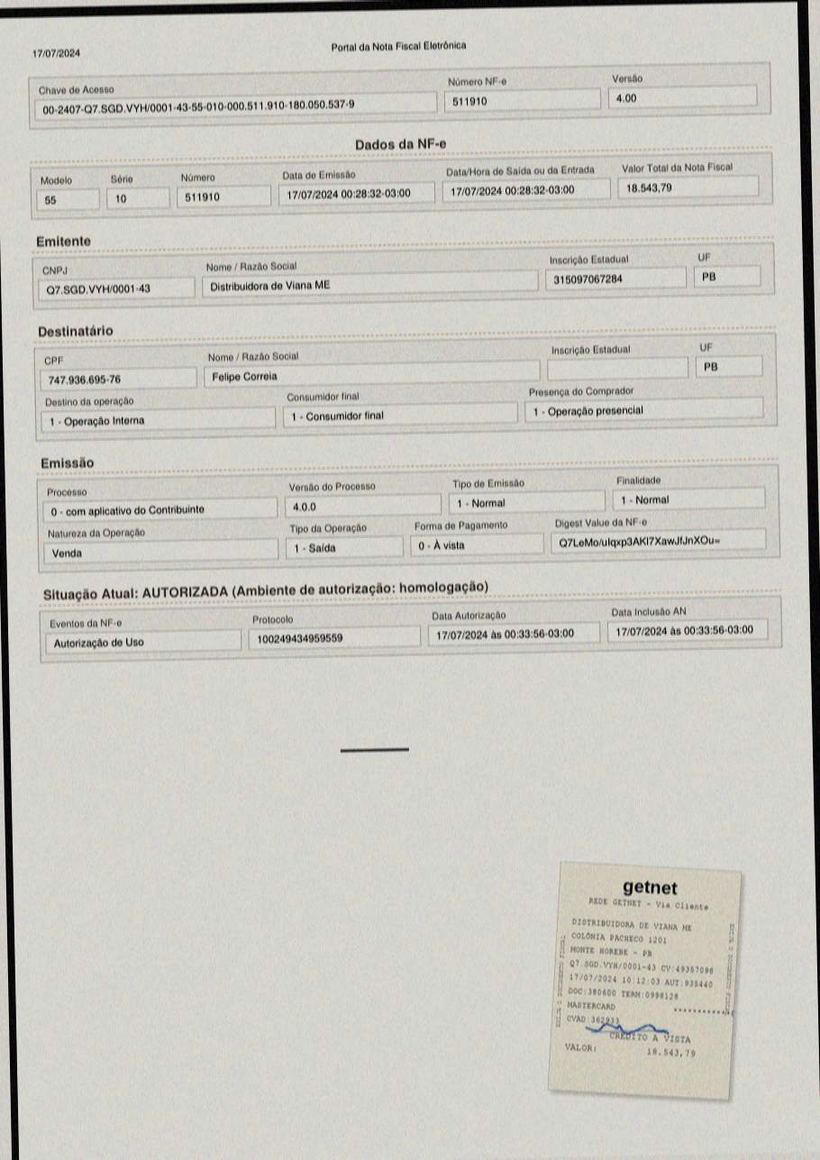 17/07/2024
Portal da Nota Fiscal Eletrônica
Chave de Acesso Número NF-e Versão
00-2407-Q7.SGD.VYH/0001-43-55-010-000.511.910-180.050.537-9 511910 4.00
Dados da NF-e
Modelo Série Número Data de Emissão Data/Hora de Saída ou da Entrada Valor Total da Nota Fiscal
55 10 511910 17/07/2024 00:28:32-03:00 17/07/2024 00:28:32-03:00 18.543,79
Emitente
CNPJ Nome / Razão Social Inscrição Estadual UF
Q7.SGD.VYH/0001-43 Distribuidora de Viana ME 315097067284 PB
Destinatário
CPF Nome / Razão Social Inscrição Estadual UF
747.936.695-76 Felipe Correia PB
Destino da operação Consumidor final Presença do Comprador
1 - Operação Interna 1 - Consumidor final 1 - Operação presencial
Emissão
Processo Versão do Processo Tipo de Emissão Finalidade
0 - com aplicativo do Contribuinte 4.0.0 1 - Normal 1 - Normal
Natureza da Operação Tipo da Operação Forma de Pagamento Digest Value da NF-e
Venda 1 - Saída 0 - À vista Q7LeMo/uIqxp3AKI7XawJfJnXOu=
Situação Atual: AUTORIZADA (Ambiente de autorização: homologação)
Eventos da NF-e Protocolo Data Autorização Data Inclusão AN
Autorização de Uso 100249434959559 17/07/2024 às 00:33:56-03:00 17/07/2024 às 00:33:56-03:00
getnet
REDE GETNET - Via Cliente
DISTRIBUIDORA DE VIANA ME
COLÔNIA PACHECO 1201
MONTE HOREBE - PB
Q7.SGD.VYH/0001-43 CV:49357098
17/07/2024 10:12:03 AUT:935440
DOC:380600 TERM:0998128
MASTERCARD
CVAD:362933
CREDITO A VISTA
VALOR: 18.543,79